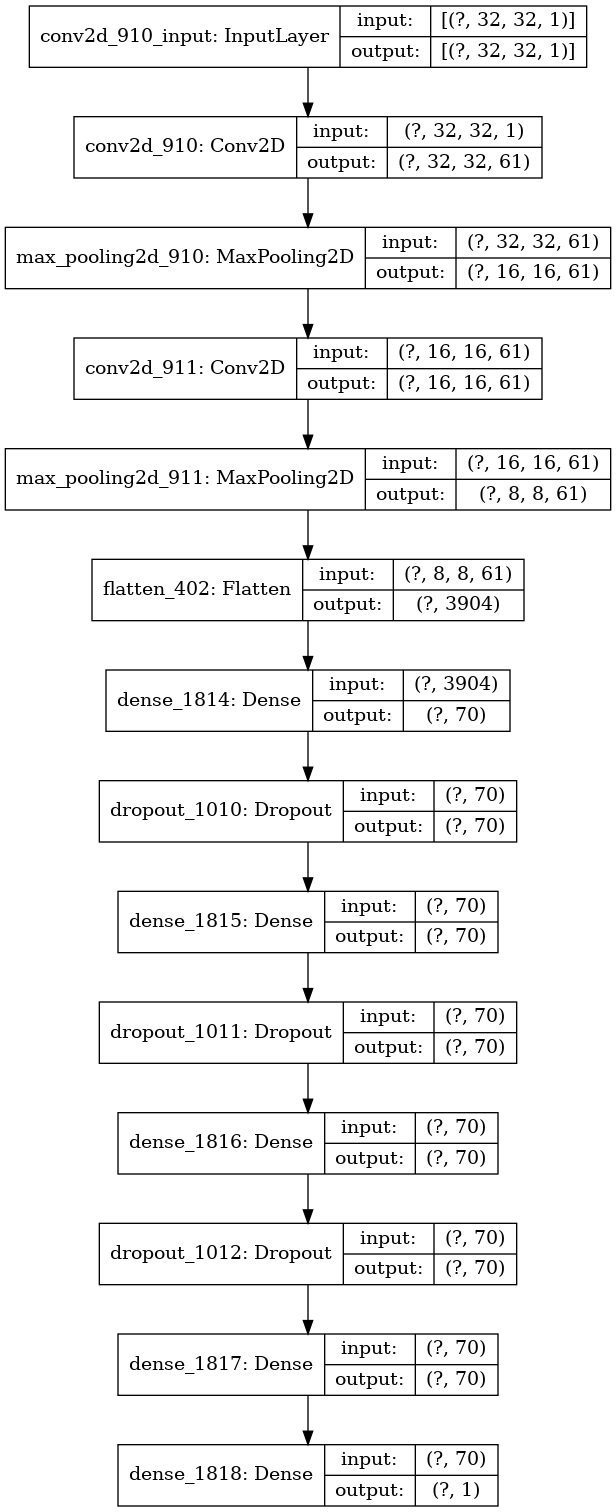 conv2d_910_input: InputLayer
input:
[(?, 32, 32, 1)]
output:
[(?, 32, 32, 1)]
conv2d_910: Conv2D
input:
(?, 32, 32, 1)
output:
(?, 32, 32, 61)
max_pooling2d_910: MaxPooling2D
input:
(?, 32, 32, 61)
output:
(?, 16, 16, 61)
conv2d_911: Conv2D
input:
(?, 16, 16, 61)
output:
(?, 16, 16, 61)
max_pooling2d_911: MaxPooling2D
input:
(?, 16, 16, 61)
output:
(?, 8, 8, 61)
flatten_402: Flatten
input:
(?, 8, 8, 61)
output:
(?, 3904)
dense_1814: Dense
input:
(?, 3904)
output:
(?, 70)
dropout_1010: Dropout
input:
(?, 70)
output:
(?, 70)
dense_1815: Dense
input:
(?, 70)
output:
(?, 70)
dropout_1011: Dropout
input:
(?, 70)
output:
(?, 70)
dense_1816: Dense
input:
(?, 70)
output:
(?, 70)
dropout_1012: Dropout
input:
(?, 70)
output:
(?, 70)
dense_1817: Dense
input:
(?, 70)
output:
(?, 70)
dense_1818: Dense
input:
(?, 70)
output:
(?, 1)